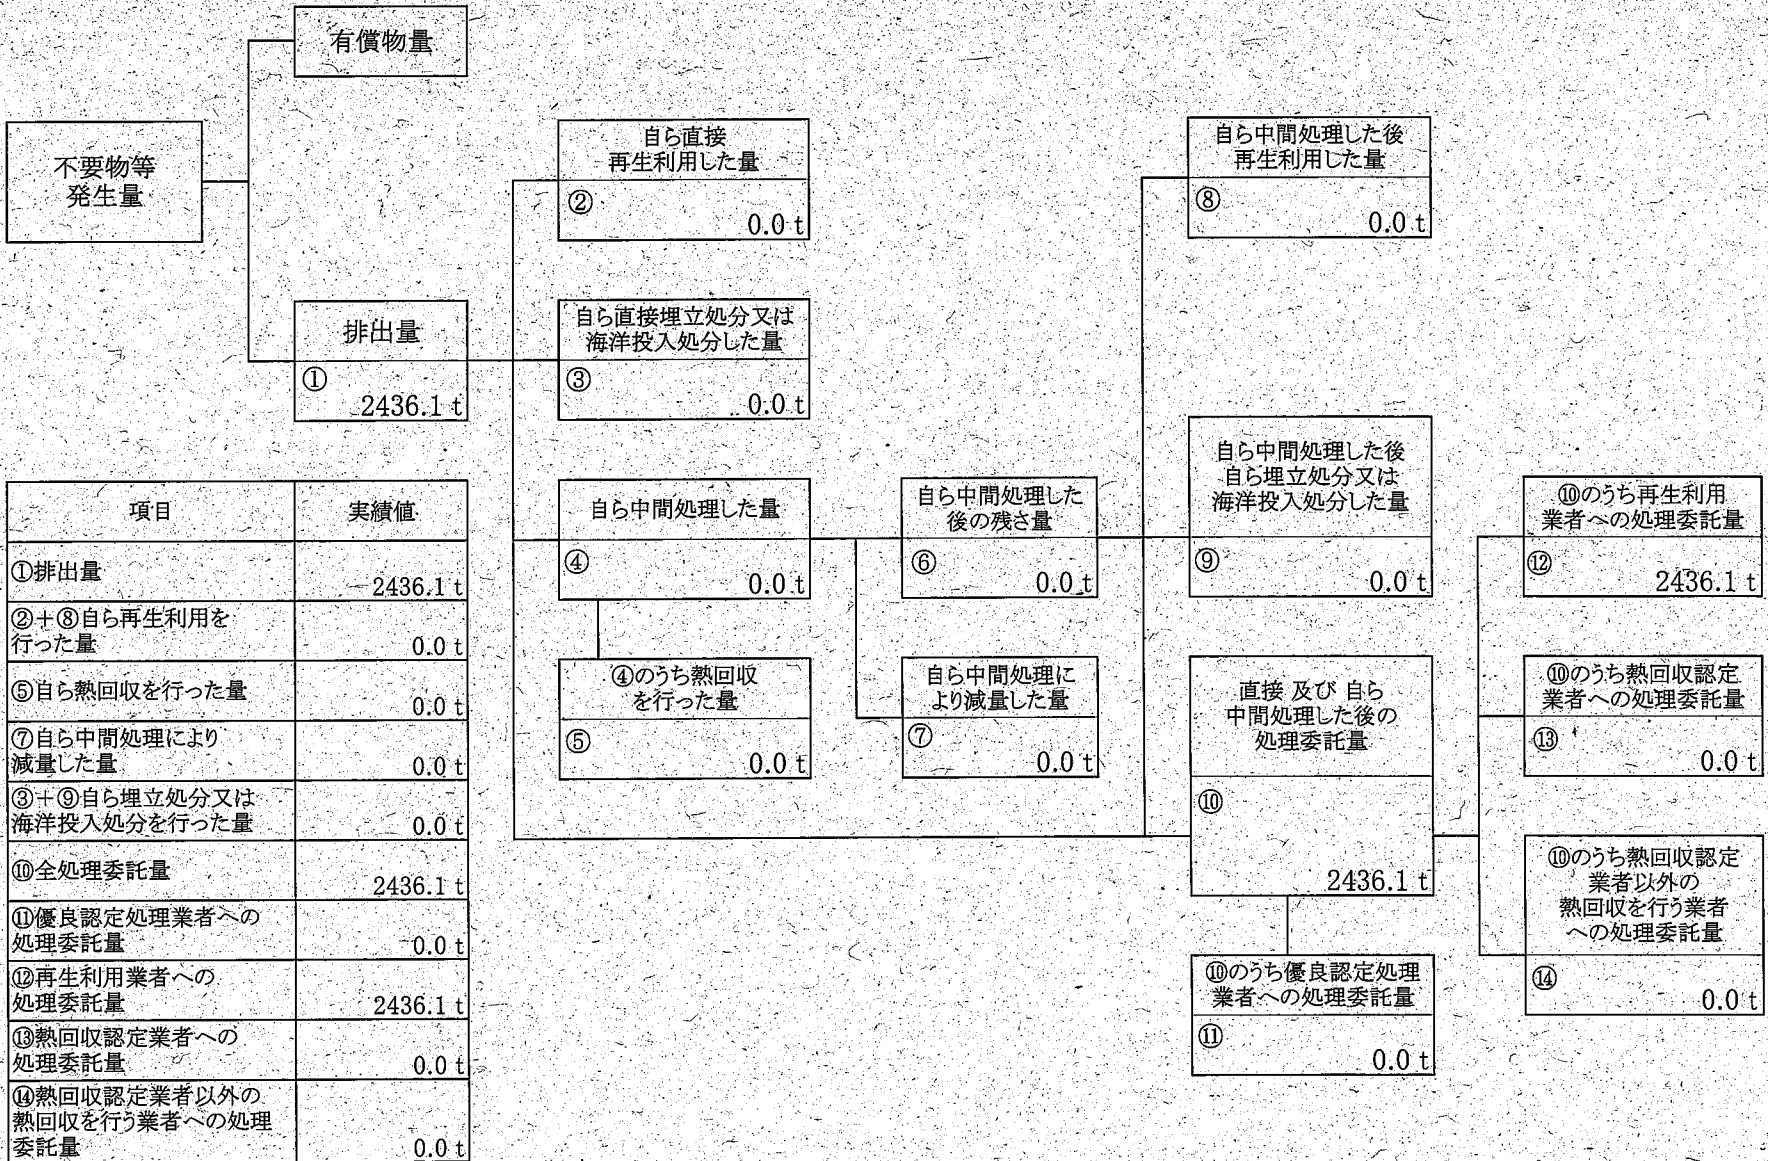 有償物量
不要物等
発生量
排出量
①
2436.1 t
自ら直接
再生利用した量
②
0.0 t
自ら直接埋立処分又は
海洋投入処分した量
③
0.0 t
自ら中間処理した量
④
0.0 t
④のうち熱回収
を行った量
⑤
0.0 t
自ら中間処理した
後の残さ量
⑥
0.0 t
自ら中間処理に
より減量した量
⑦
0.0 t
自ら中間処理した後
再生利用した量
⑧
0.0 t
自ら中間処理した後
自ら埋立処分又は
海洋投入処分した量
⑨
0.0 t
直接 及び 自ら
中間処理した後の
処理委託量
⑩
2436.1 t
⑩のうち優良認定処理
業者への処理委託量
⑪
0.0 t
⑩のうち再生利用
業者への処理委託量
⑫
2436.1 t
⑩のうち熱回収認定
業者への処理委託量
⑬
0.0 t
⑩のうち熱回収認定
業者以外の
熱回収を行う業者
への処理委託量
⑭
0.0 t
項目 実績値
①排出量 2436.1 t
②+⑧自ら再生利用を
行った量 0.0 t
⑤自ら熱回収を行った量 0.0 t
⑦自ら中間処理により
減量した量 0.0 t
③+⑨自ら埋立処分又は
海洋投入処分を行った量 0.0 t
⑩全処理委託量 2436.1 t
⑪優良認定処理業者への
処理委託量 0.0 t
⑫再生利用業者への
処理委託量 2436.1 t
⑬熱回収認定業者への
処理委託量 0.0 t
⑭熱回収認定業者以外の
熱回収を行う業者への処理
委託量 0.0 t